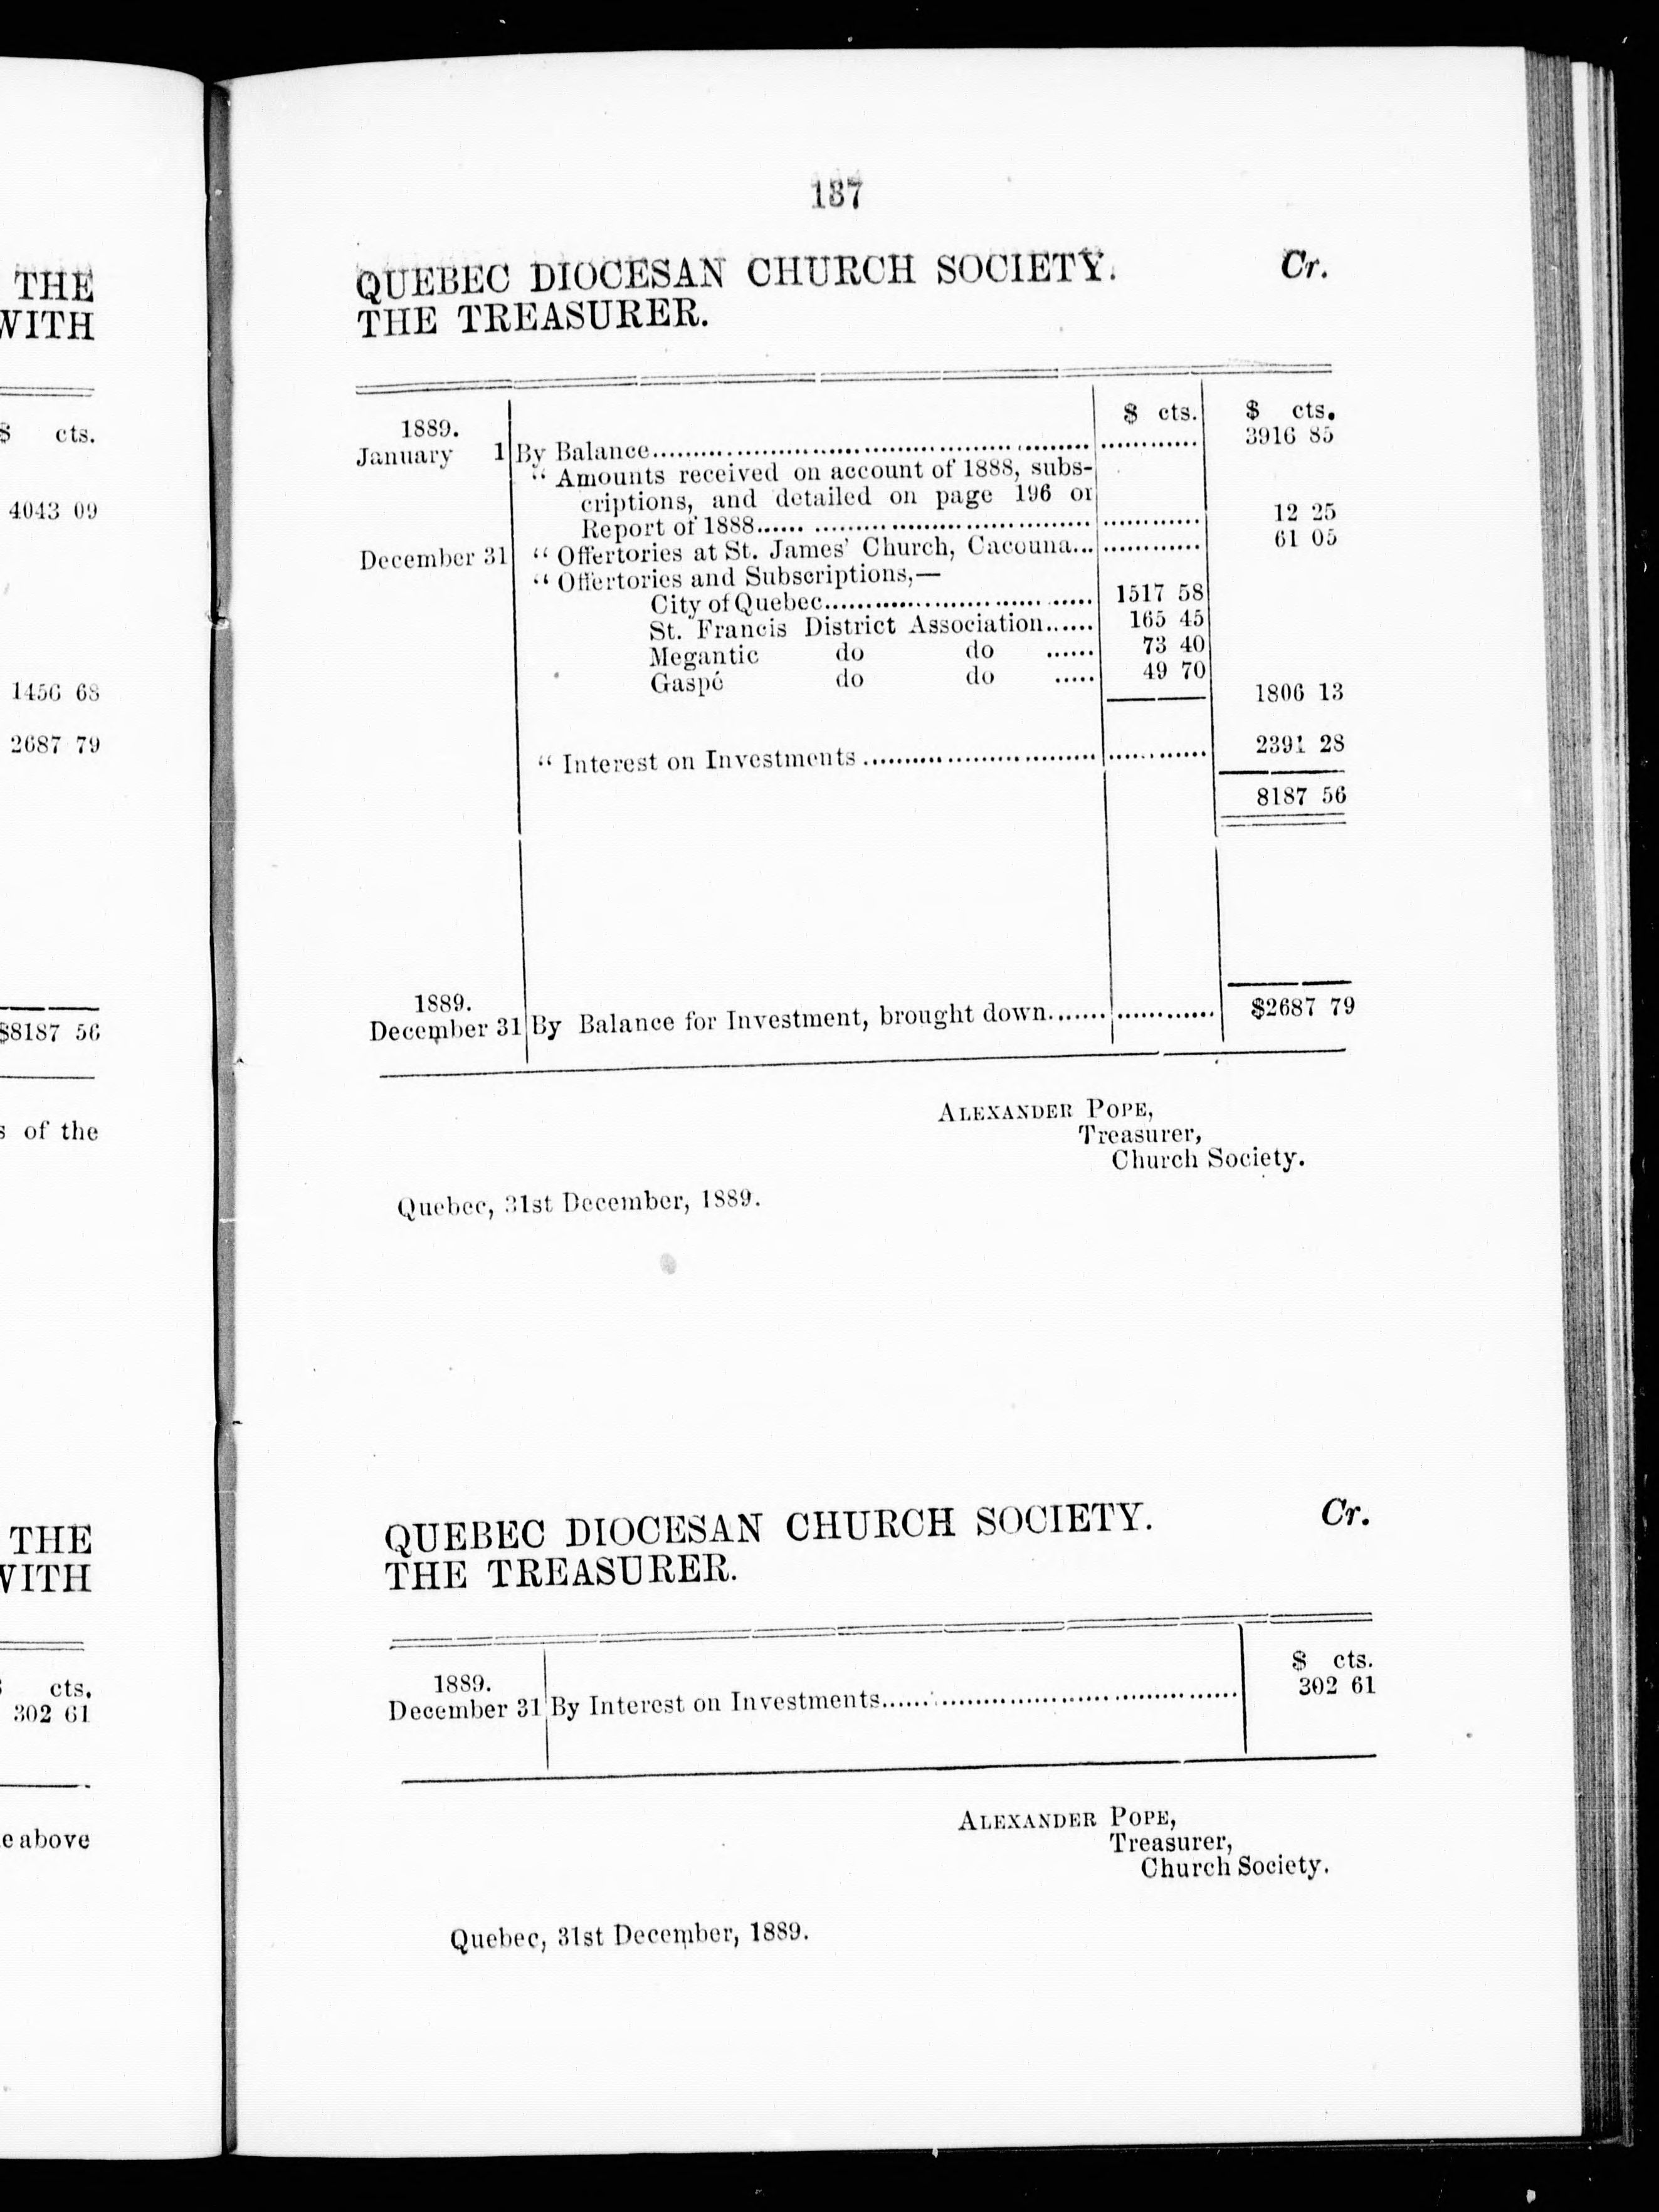 THE
WITH
$ cts.
4043 09
1456 68
2687 79
$8187 56
s of the
THE
WITH
$ cts.
302 61
e above
137
QUEBEC DIOCESAN CHURCH SOCIETY. Cr.
THE TREASURER.
1889. $ cts. $ cts.
January 1 By Balance 3916 85
“ Amounts received on account of 1888, subs-
criptions, and detailed on page 196 or
Report of 1888 12 25
December 31 “ Offertories at St. James’ Church, Cacouna 61 05
“ Offertories and Subscriptions,—
City of Quebec 1517 58
St. Francis District Association 165 45
Megantic do do 73 40
Gaspé do do 49 70
1806 13
“ Interest on Investments 2391 28
8187 56
1889.
December 31 By Balance for Investment, brought down $2687 79
ALEXANDER POPE,
Treasurer,
Church Society.
Quebec, 31st December, 1889.
QUEBEC DIOCESAN CHURCH SOCIETY. Cr.
THE TREASURER.
1889. $ cts.
December 31 By Interest on Investments 302 61
ALEXANDER POPE,
Treasurer,
Church Society.
Quebec, 31st December, 1889.